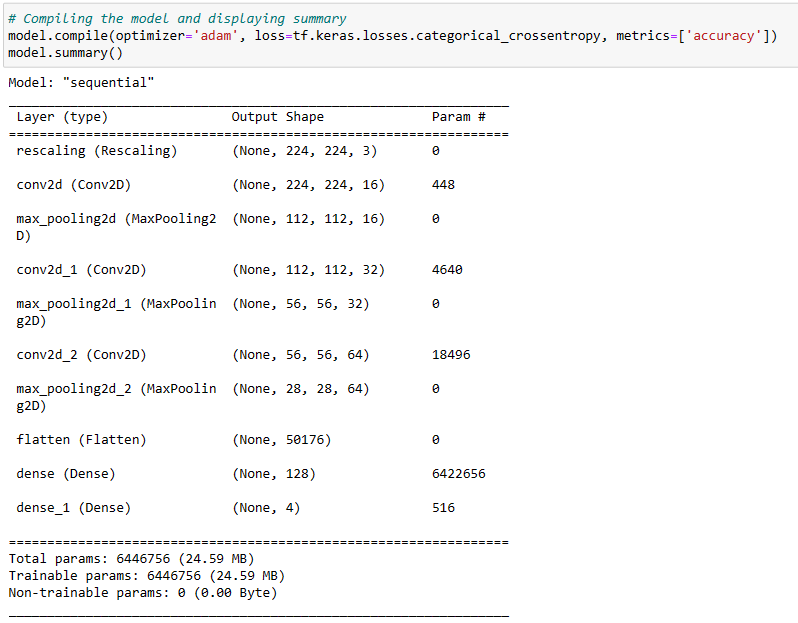 # Compiling the model and displaying summary
model.compile(optimizer='adam', loss=tf.keras.losses.categorical_crossentropy, metrics=['accuracy'])
model.summary()
Model: "sequential"
_________________________________________________________________
Layer (type)                Output Shape              Param #
=================================================================
rescaling (Rescaling)       (None, 224, 224, 3)       0
conv2d (Conv2D)             (None, 224, 224, 16)      448
max_pooling2d (MaxPooling2  (None, 112, 112, 16)      0
D)
conv2d_1 (Conv2D)           (None, 112, 112, 32)      4640
max_pooling2d_1 (MaxPoolin  (None, 56, 56, 32)        0
g2D)
conv2d_2 (Conv2D)           (None, 56, 56, 64)        18496
max_pooling2d_2 (MaxPoolin  (None, 28, 28, 64)        0
g2D)
flatten (Flatten)           (None, 50176)             0
dense (Dense)               (None, 128)               6422656
dense_1 (Dense)             (None, 4)                 516
=================================================================
Total params: 6446756 (24.59 MB)
Trainable params: 6446756 (24.59 MB)
Non-trainable params: 0 (0.00 Byte)
_________________________________________________________________